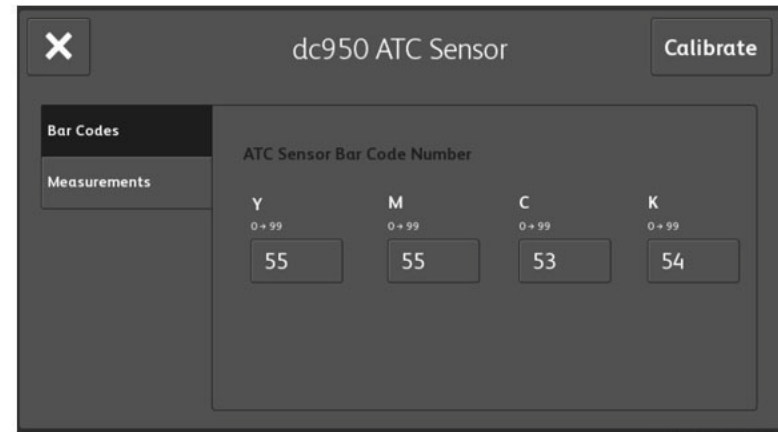 dc950 ATC Sensor
Calibrate
Bar Codes
Measurements
ATC Sensor Bar Code Number
Y M C K
0→99 0→99 0→99 0→99
55 55 53 54